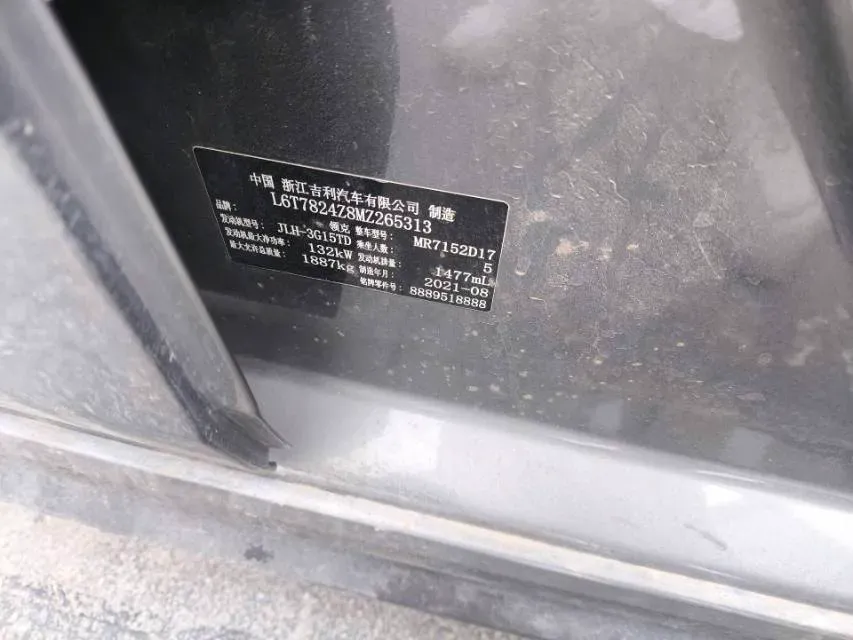 中国 浙江吉利汽车有限公司 制造
L6T7824Z8MZ265313
品牌: 领克 整车型号: MR7152D17
发动机型号: JLH-3G15TD 乘坐人数: 5
发动机最大净功率: 132kW 发动机排量: 1477mL
最大允许总质量: 1887kg 制造年月: 2021-08
铭牌零件号: 8889518888